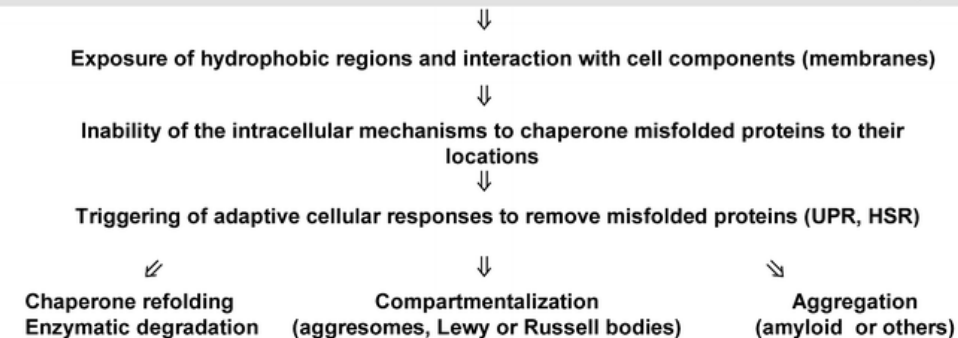 ⇓
Exposure of hydrophobic regions and interaction with cell components (membranes)
⇓
Inability of the intracellular mechanisms to chaperone misfolded proteins to their
locations
⇓
Triggering of adaptive cellular responses to remove misfolded proteins (UPR, HSR)
⇙ ⇓ ⇘
Chaperone refolding Compartmentalization Aggregation
Enzymatic degradation (aggresomes, Lewy or Russell bodies) (amyloid or others)